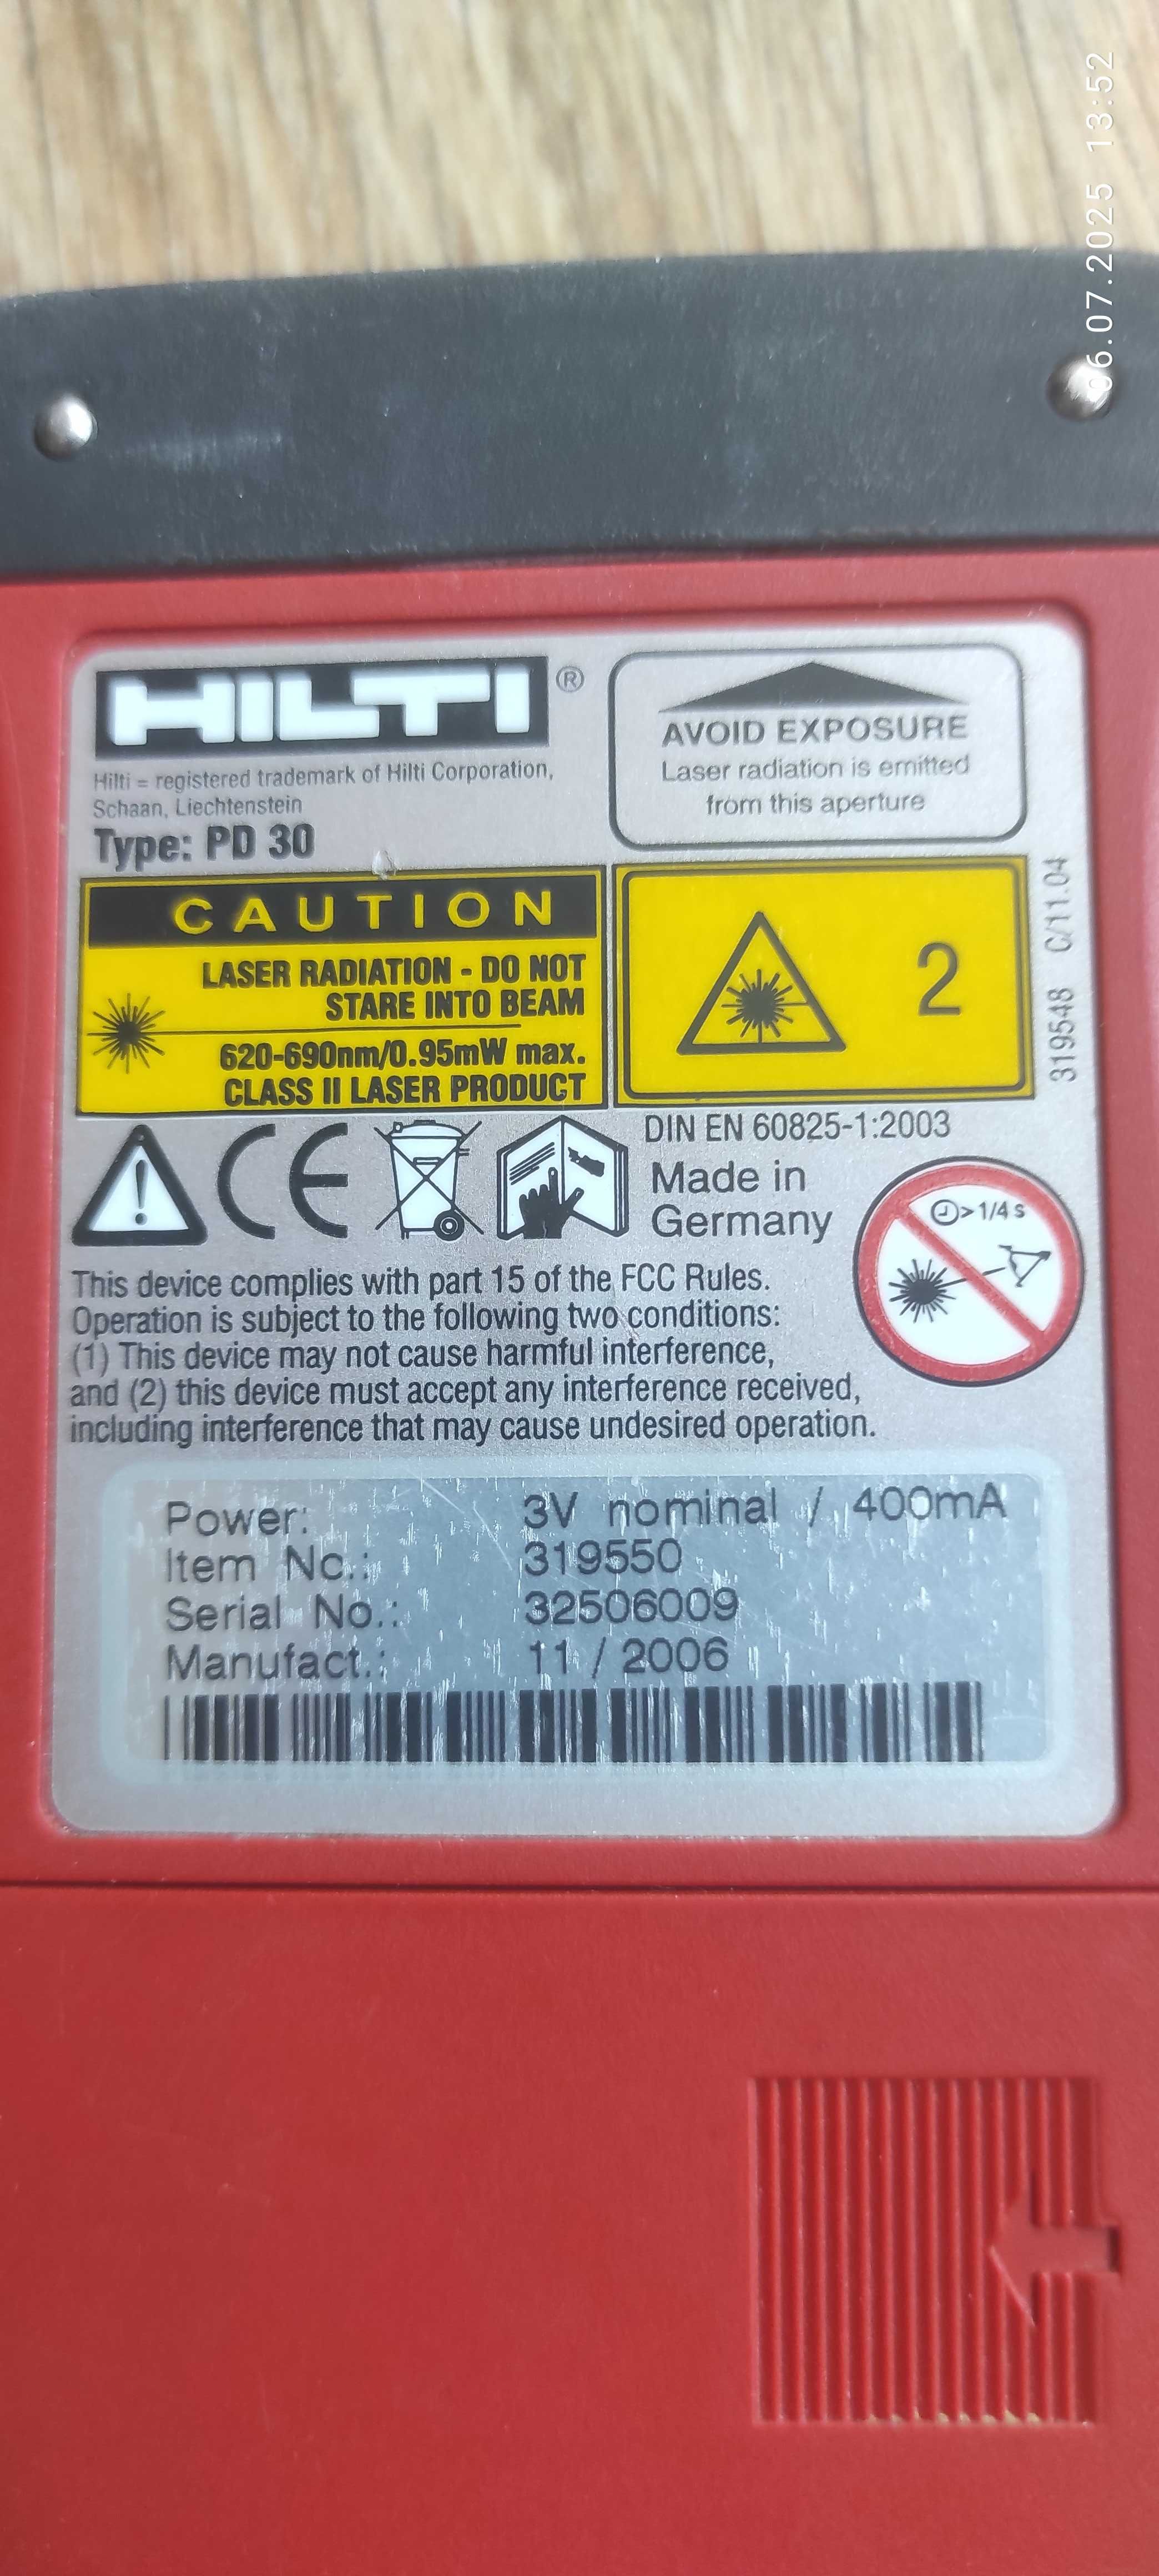 06.07.2025 13:52
HILTI®
Hilti = registered trademark of Hilti Corporation,
Schaan, Liechtenstein
Type: PD 30
AVOID EXPOSURE
Laser radiation is emitted
from this aperture
CAUTION
LASER RADIATION - DO NOT
STARE INTO BEAM
620-690nm/0.95mW max.
CLASS II LASER PRODUCT
2
319548 C/11.04
CE
DIN EN 60825-1:2003
Made in
Germany
> 1/4 s
This device complies with part 15 of the FCC Rules.
Operation is subject to the following two conditions:
(1) This device may not cause harmful interference,
and (2) this device must accept any interference received,
including interference that may cause undesired operation.
Power: 3V nominal / 400mA
Item No.: 319550
Serial No.: 32506009
Manufact.: 11 / 2006